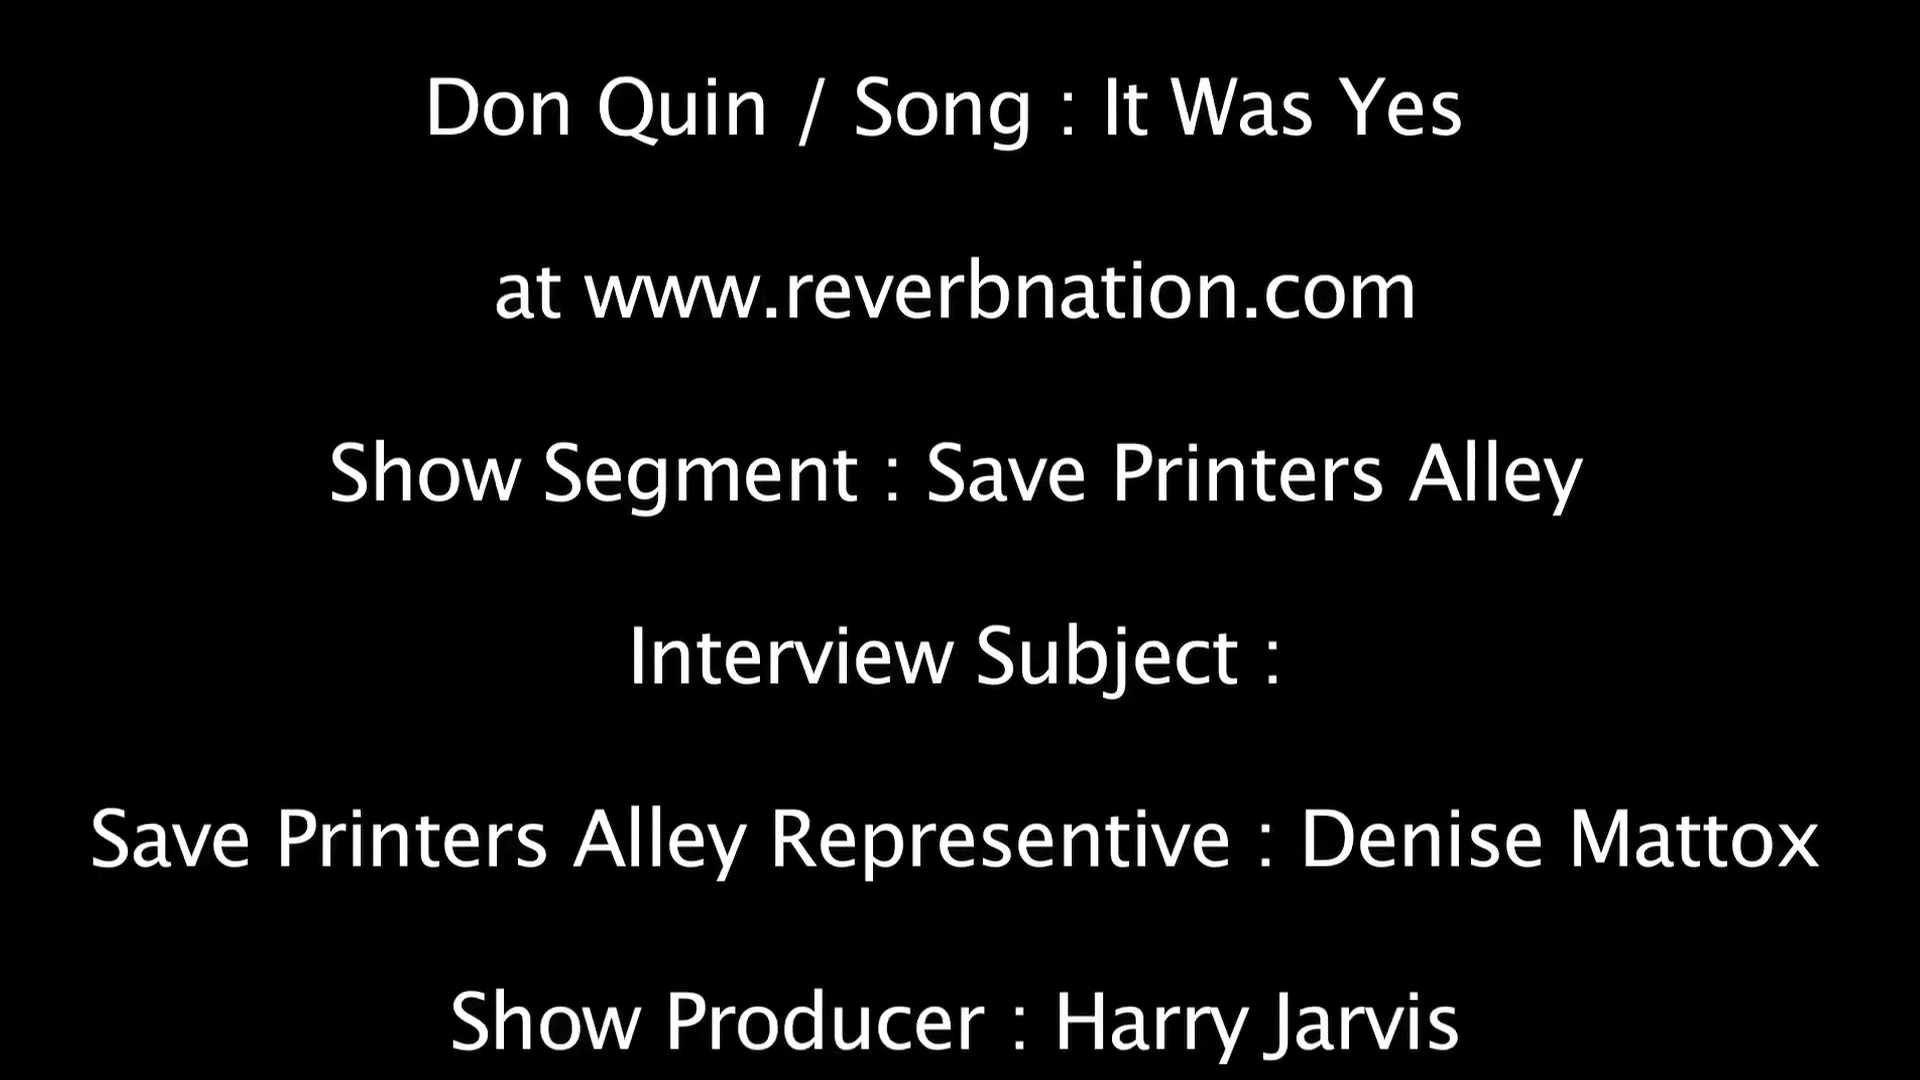 Don Quin / Song : It Was Yes
at www.reverbnation.com
Show Segment : Save Printers Alley
Interview Subject :
Save Printers Alley Representive : Denise Mattox
Show Producer : Harry Jarvis